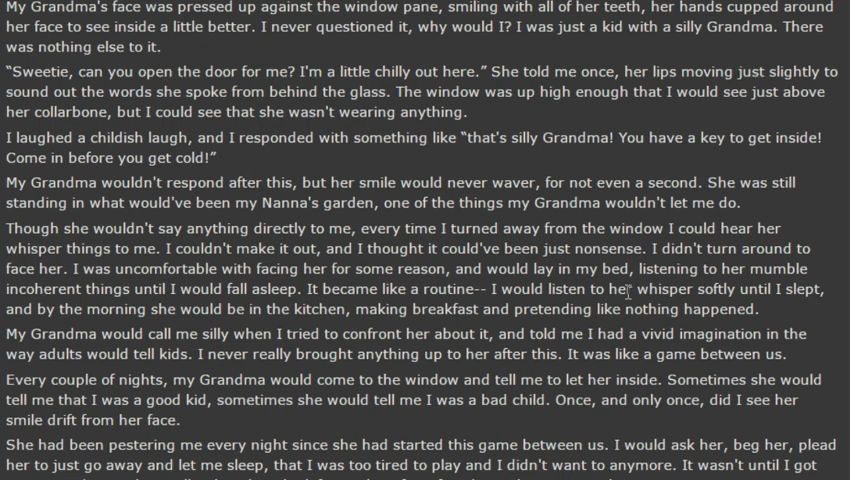 My Grandma's face was pressed up against the window pane, smiling with all of her teeth, her hands cupped around
her face to see inside a little better. I never questioned it, why would I? I was just a kid with a silly Grandma. There
was nothing else to it.
“Sweetie, can you open the door for me? I'm a little chilly out here.” She told me once, her lips moving just slightly to
sound out the words she spoke from behind the glass. The window was up high enough that I would see just above
her collarbone, but I could see that she wasn't wearing anything.
I laughed a childish laugh, and I responded with something like “that's silly Grandma! You have a key to get inside!
Come in before you get cold!”
My Grandma wouldn't respond after this, but her smile would never waver, for not even a second. She was still
standing in what would've been my Nanna's garden, one of the things my Grandma wouldn't let me do.
Though she wouldn't say anything directly to me, every time I turned away from the window I could hear her
whisper things to me. I couldn't make it out, and I thought it could've been just nonsense. I didn't turn around to
face her. I was uncomfortable with facing her for some reason, and would lay in my bed, listening to her mumble
incoherent things until I would fall asleep. It became like a routine-- I would listen to her whisper softly until I slept,
and by the morning she would be in the kitchen, making breakfast and pretending like nothing happened.
My Grandma would call me silly when I tried to confront her about it, and told me I had a vivid imagination in the
way adults would tell kids. I never really brought anything up to her after this. It was like a game between us.
Every couple of nights, my Grandma would come to the window and tell me to let her inside. Sometimes she would
tell me that I was a good kid, sometimes she would tell me I was a bad child. Once, and only once, did I see her
smile drift from her face.
She had been pestering me every night since she had started this game between us. I would ask her, beg her, plead
her to just go away and let me sleep, that I was too tired to play and I didn't want to anymore. It wasn't until I got